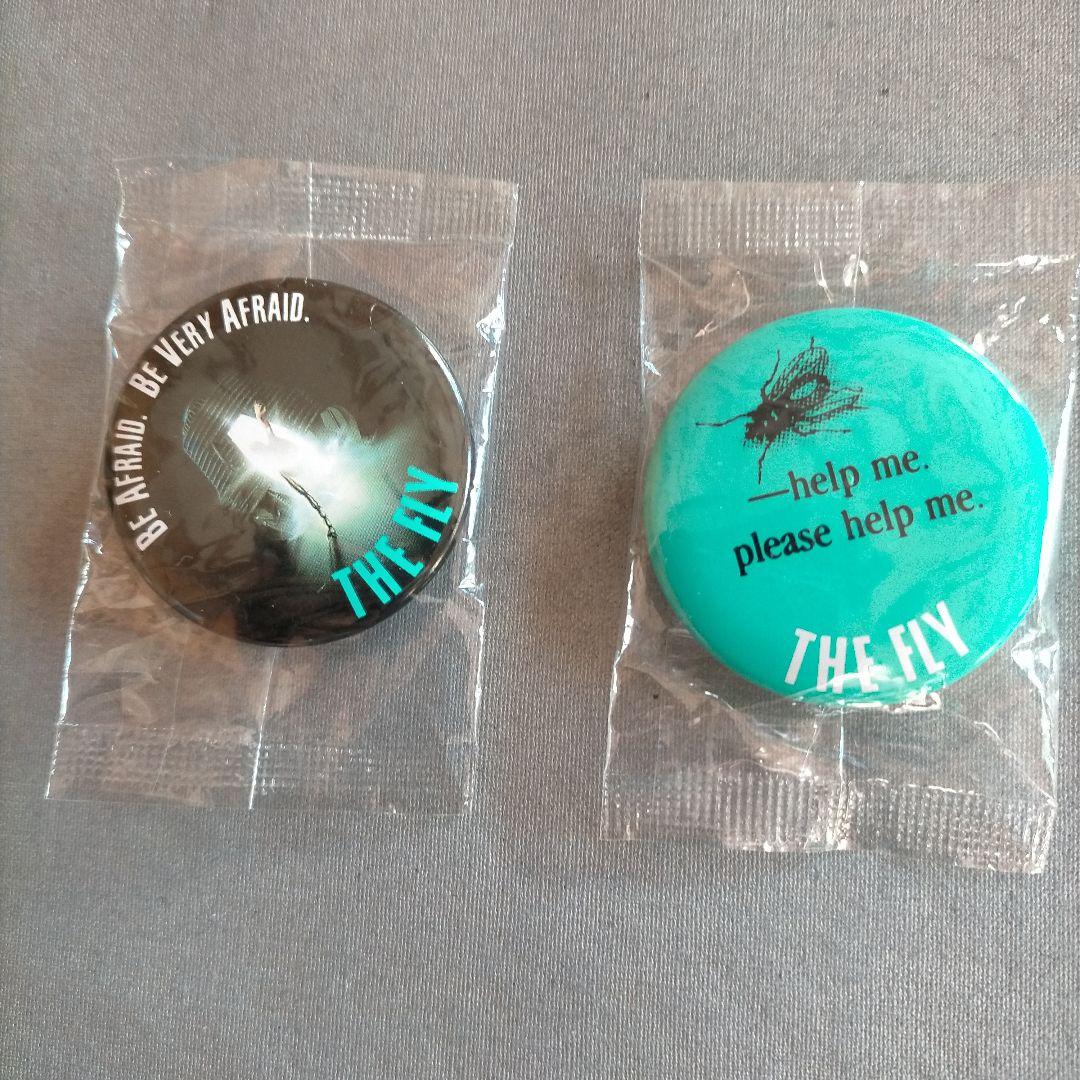 BE AFRAID. BE VERY AFRAID.
THE FLY
—help me.
please help me.
THE FLY